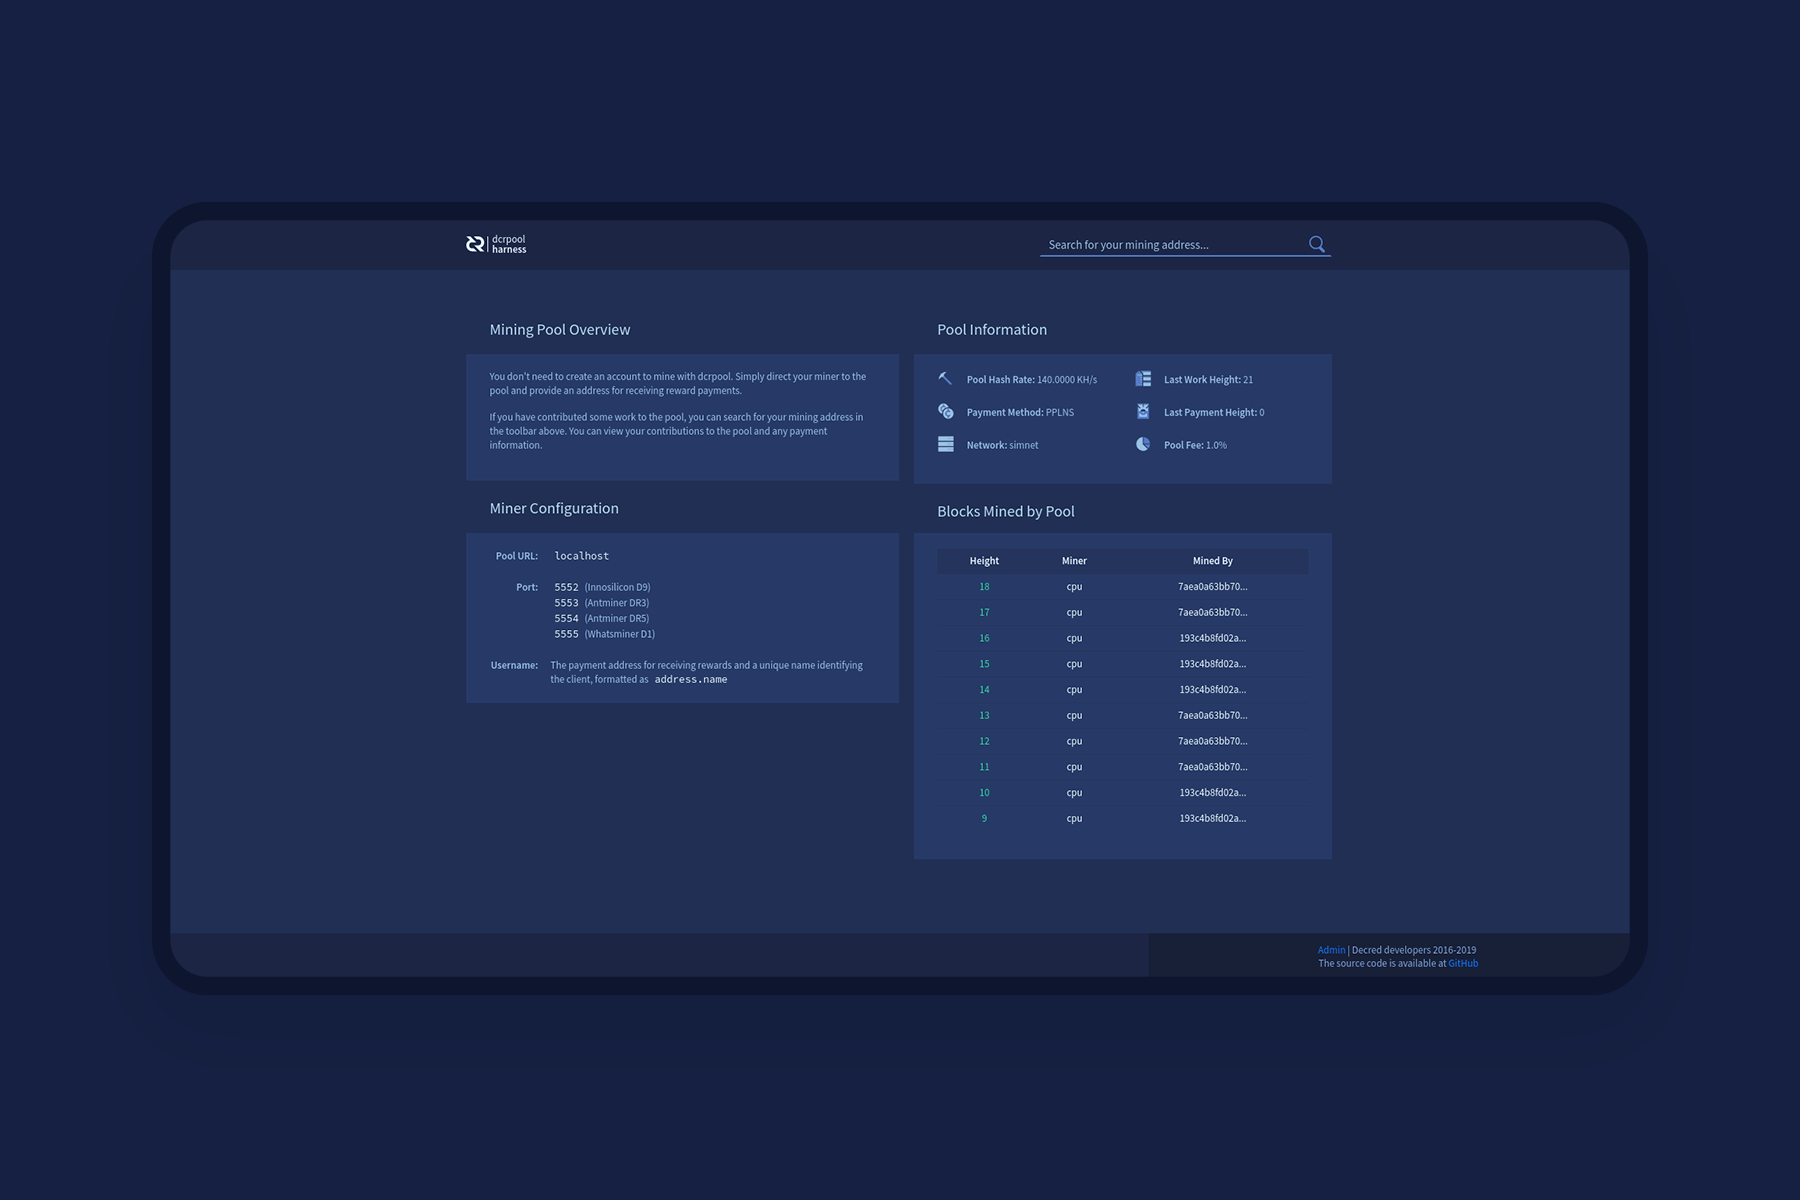 dcrpool
harness
Search for your mining address...
Mining Pool Overview
You don't need to create an account to mine with dcrpool. Simply direct your miner to the
pool and provide an address for receiving reward payments.
If you have contributed some work to the pool, you can search for your mining address in
the toolbar above. You can view your contributions to the pool and any payment
information.
Pool Information
Pool Hash Rate: 140.0000 KH/s
Last Work Height: 21
Payment Method: PPLNS
Last Payment Height: 0
Network: simnet
Pool Fee: 1.0%
Miner Configuration
Pool URL: localhost
Port: 5552 (Innosilicon D9)
5553 (Antminer DR3)
5554 (Antminer DR5)
5555 (Whatsminer D1)
Username: The payment address for receiving rewards and a unique name identifying
the client, formatted as address.name
Blocks Mined by Pool
Height Miner Mined By
18 cpu 7aea0a63bb70...
17 cpu 7aea0a63bb70...
16 cpu 193c4b8fd02a...
15 cpu 193c4b8fd02a...
14 cpu 193c4b8fd02a...
13 cpu 7aea0a63bb70...
12 cpu 7aea0a63bb70...
11 cpu 7aea0a63bb70...
10 cpu 193c4b8fd02a...
9 cpu 193c4b8fd02a...
Admin | Decred developers 2016-2019
The source code is available at GitHub